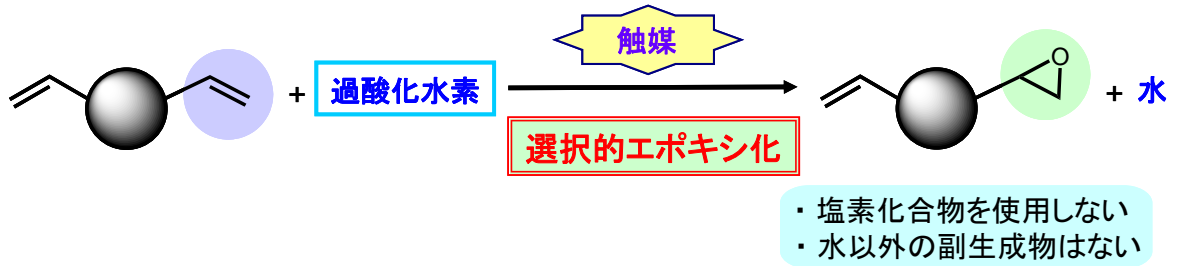 触媒
+ 過酸化水素
選択的エポキシ化
O
+ 水
・ 塩素化合物を使用しない
・ 水以外の副生成物はない